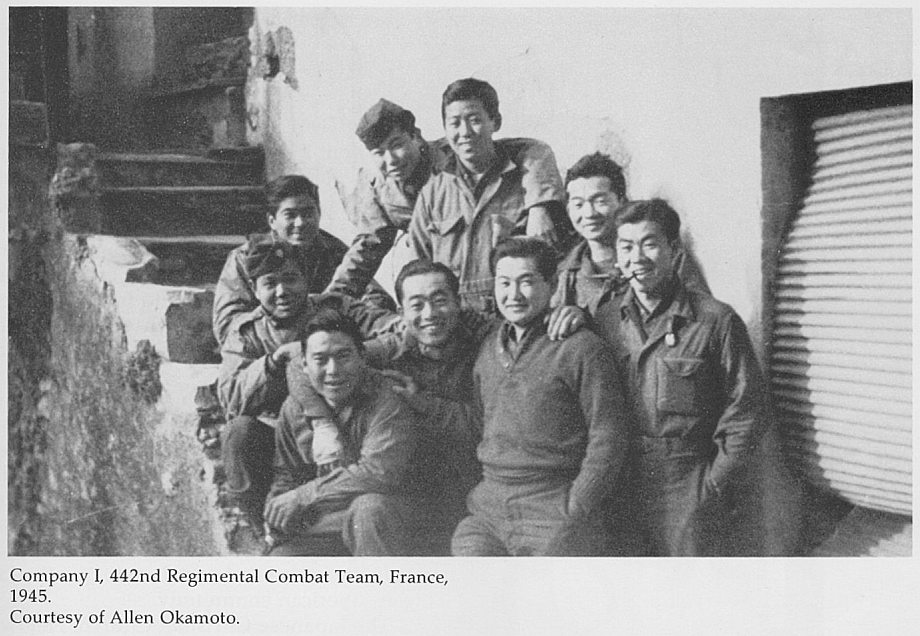 Company I, 442nd Regimental Combat Team, France,
1945.
Courtesy of Allen Okamoto.